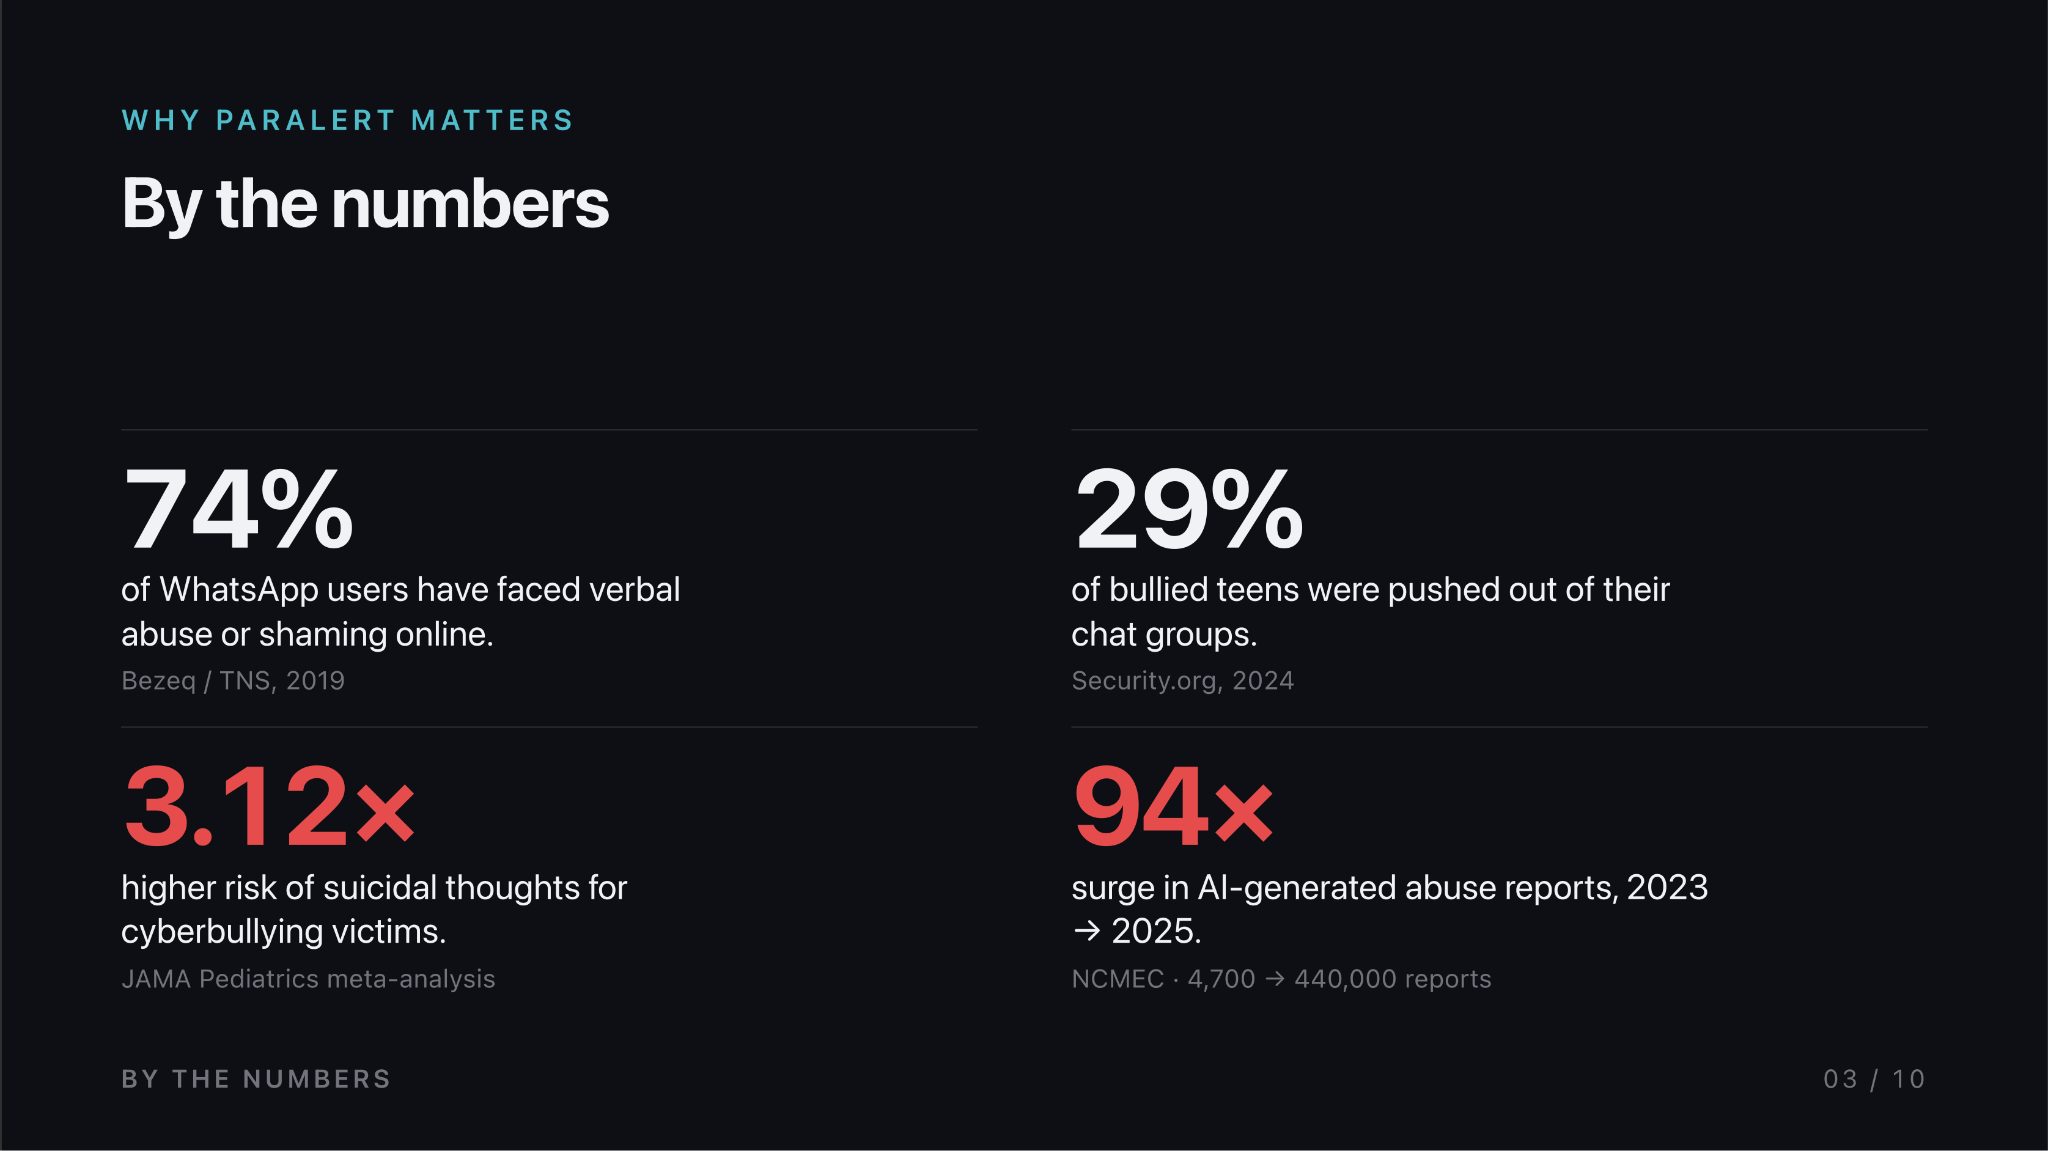 WHY PARALERT MATTERS
By the numbers
74%
of WhatsApp users have faced verbal
abuse or shaming online.
Bezeq / TNS, 2019
29%
of bullied teens were pushed out of their
chat groups.
Security.org, 2024
3.12×
higher risk of suicidal thoughts for
cyberbullying victims.
JAMA Pediatrics meta-analysis
94×
surge in AI-generated abuse reports, 2023
→ 2025.
NCMEC · 4,700 → 440,000 reports
BY THE NUMBERS
03 / 10